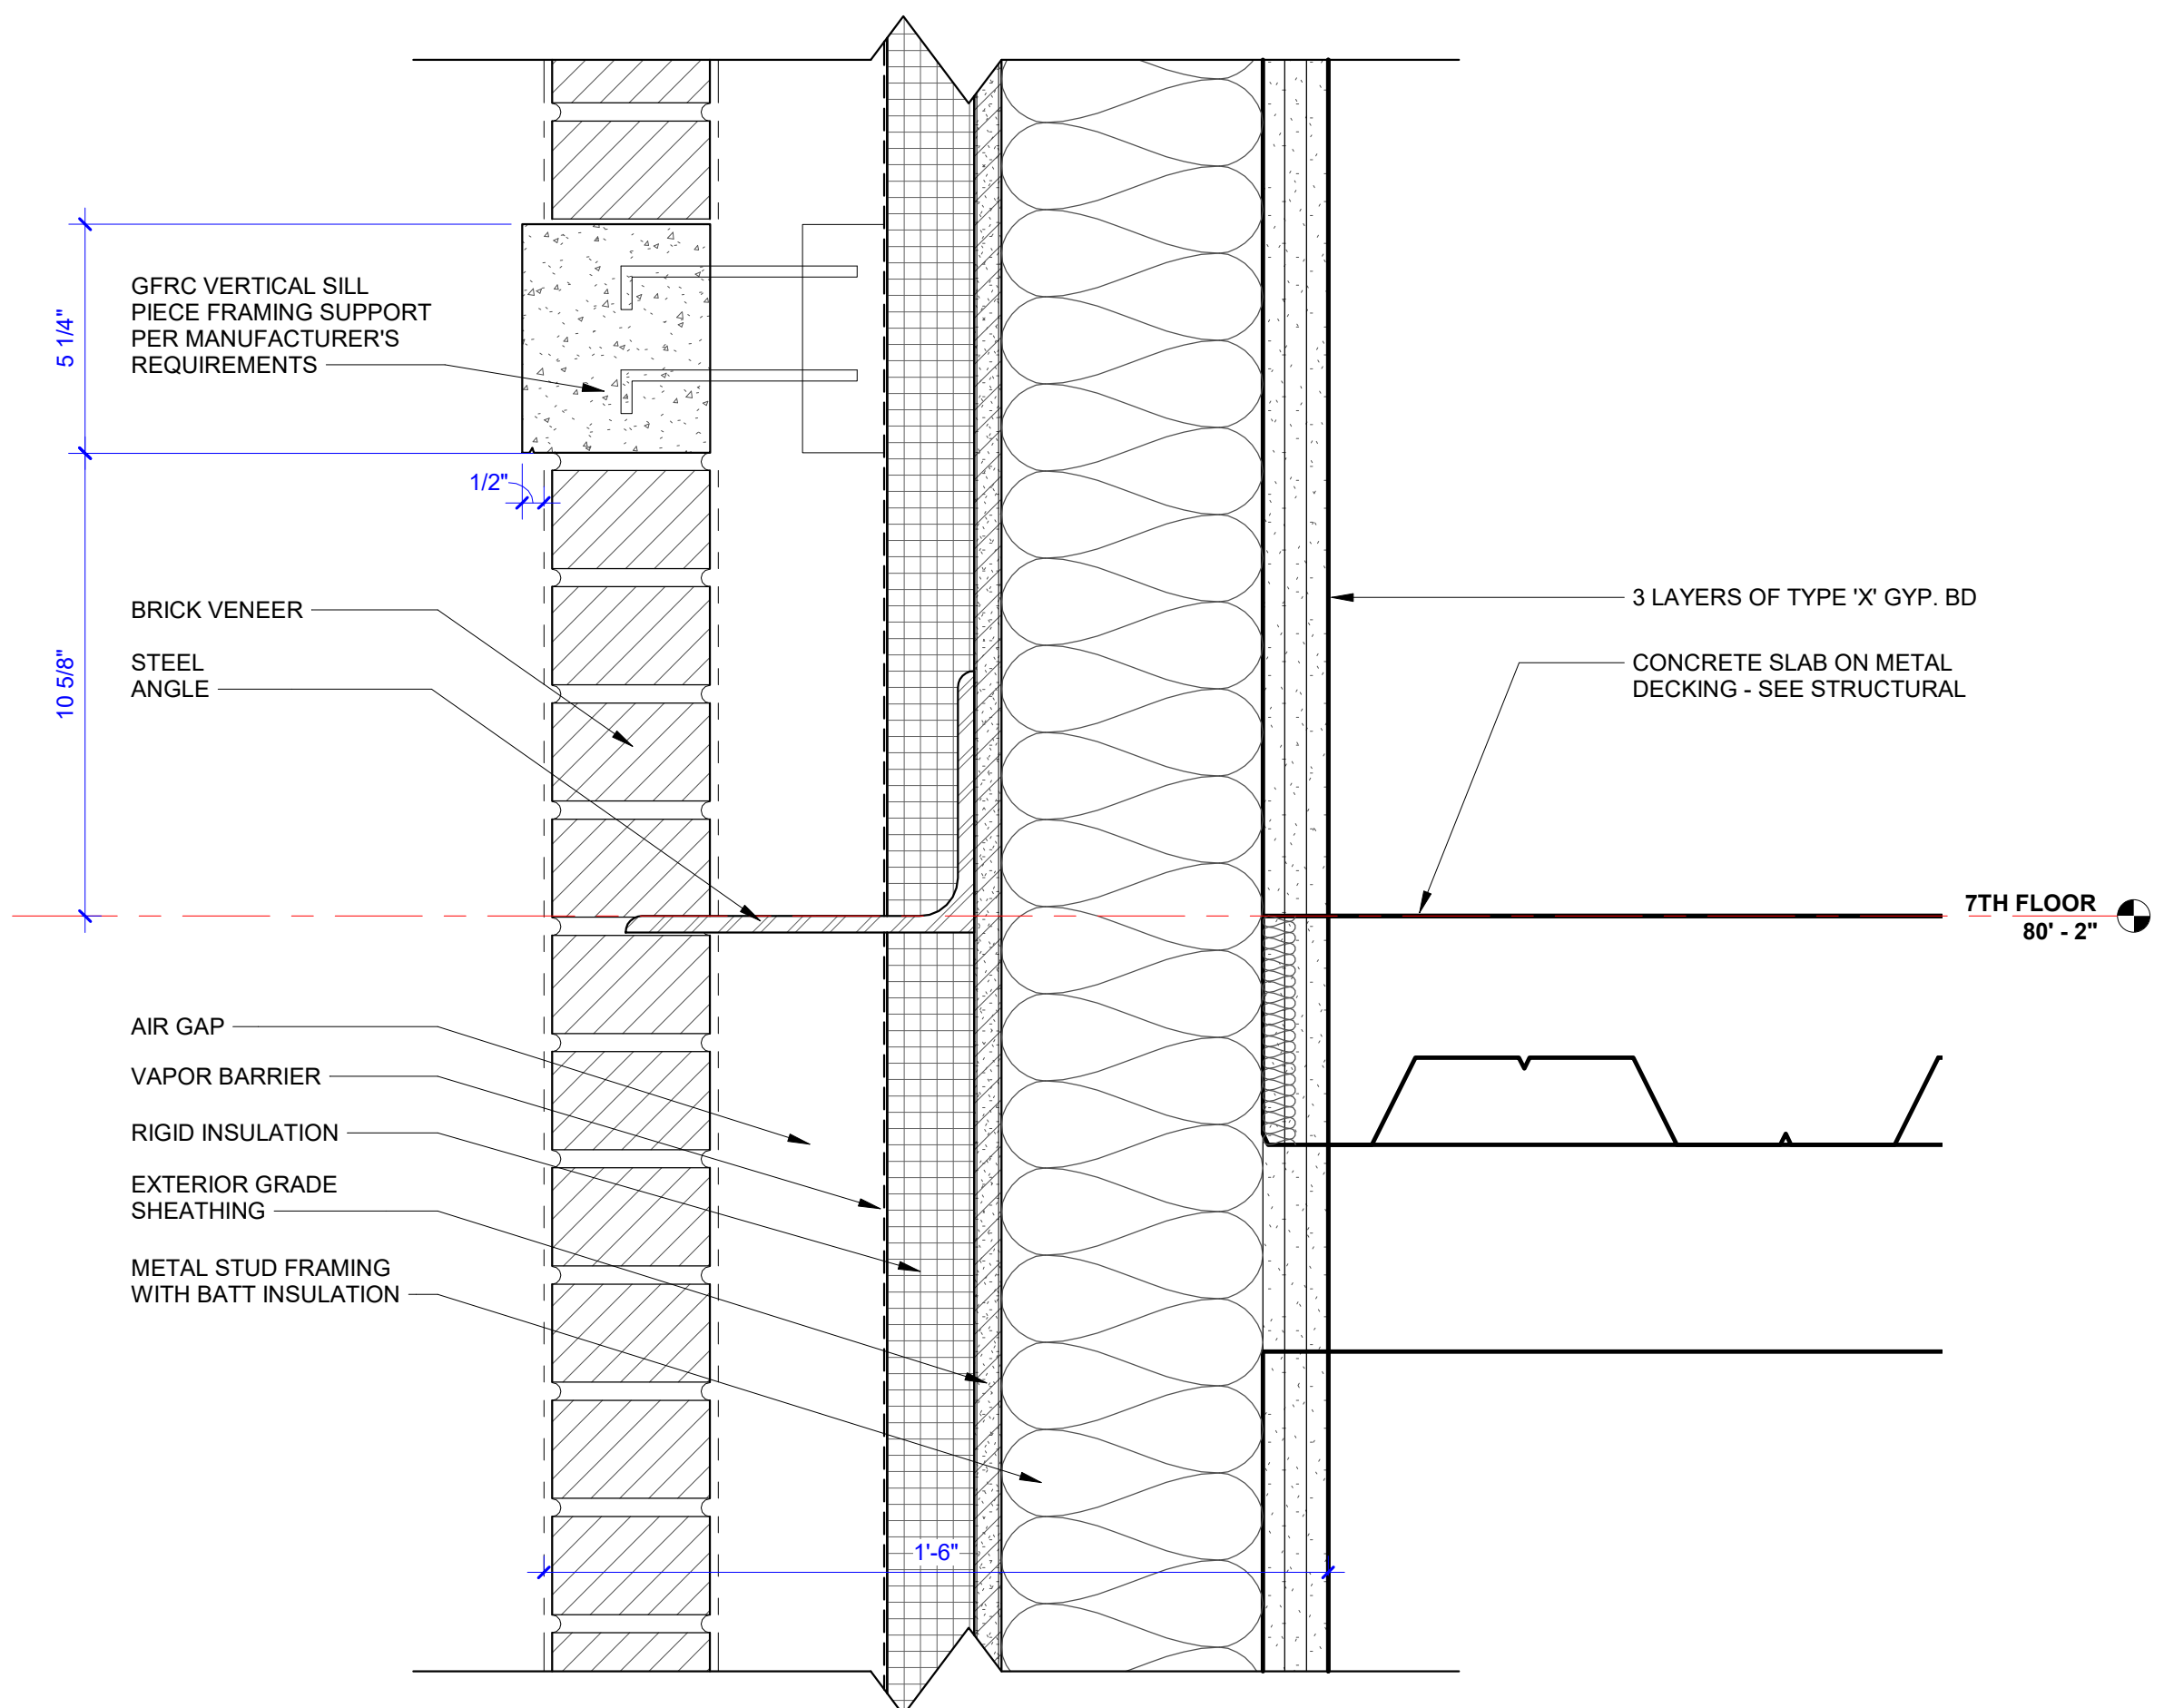 GFRC VERTICAL SILL
PIECE FRAMING SUPPORT
PER MANUFACTURER'S
REQUIREMENTS
5 1/4"
1/2"
BRICK VENEER
STEEL
ANGLE
10 5/8"
3 LAYERS OF TYPE 'X' GYP. BD
CONCRETE SLAB ON METAL
DECKING - SEE STRUCTURAL
7TH FLOOR
80' - 2"
AIR GAP
VAPOR BARRIER
RIGID INSULATION
EXTERIOR GRADE
SHEATHING
METAL STUD FRAMING
WITH BATT INSULATION
1'-6"